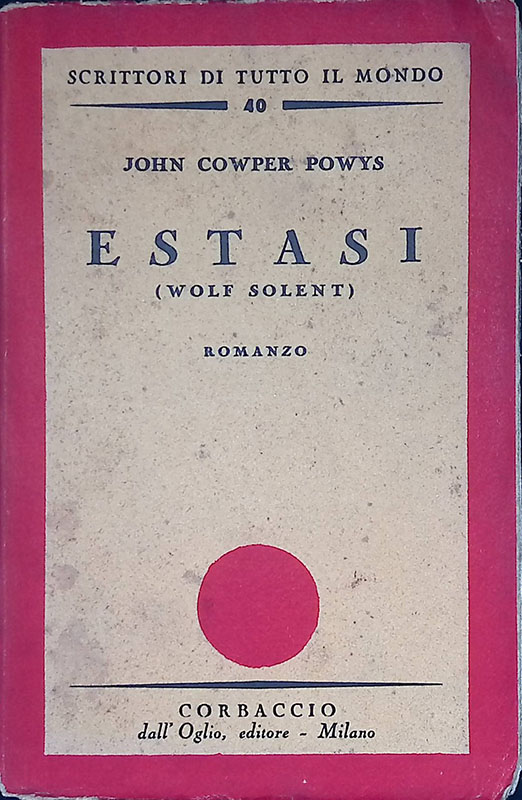 SCRITTORI DI TUTTO IL MONDO
40
JOHN COWPER POWYS
ESTASI
(WOLF SOLENT)
ROMANZO
CORBACCIO
dall'Oglio, editore - Milano